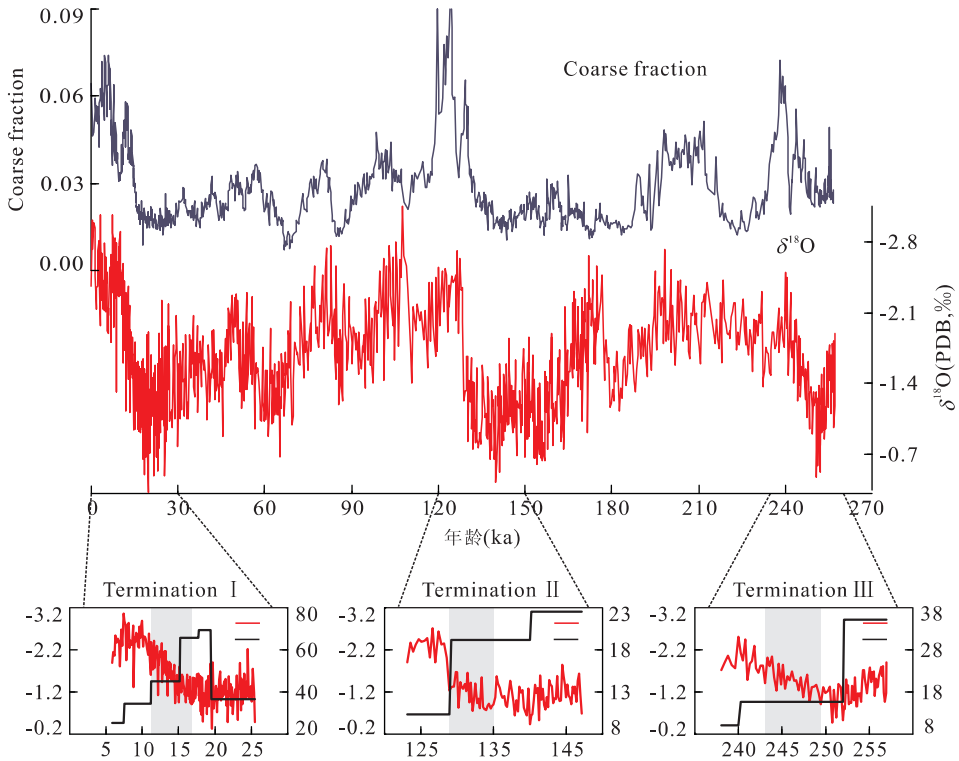 0.09
0.06
0.03
0.00
Coarse fraction
Coarse fraction
δ¹⁸O
-2.8
-2.1
-1.4
-0.7
δ¹⁸O(PDB,‰)
0 30 60 90 120 150 180 210 240 270
年龄(ka)
Termination Ⅰ
-3.2
-2.2
-1.2
-0.2
80
60
40
20
5 10 15 20 25
Termination Ⅱ
-3.2
-2.2
-1.2
-0.2
23
18
13
8
125 135 145
Termination Ⅲ
-3.2
-2.2
-1.2
-0.2
38
28
18
8
240 245 250 255